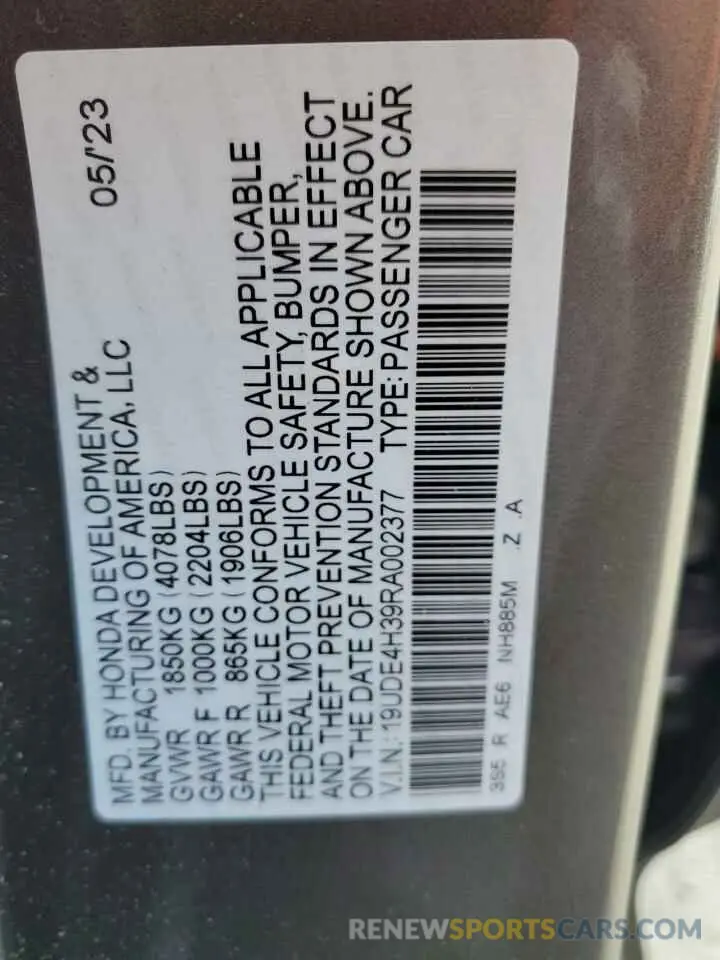 MFD. BY HONDA DEVELOPMENT & 05/'23
MANUFACTURING OF AMERICA, LLC
GVWR 1850KG (4078LBS)
GAWR F 1000KG (2204LBS)
GAWR R 865KG (1906LBS)
THIS VEHICLE CONFORMS TO ALL APPLICABLE
FEDERAL MOTOR VEHICLE SAFETY, BUMPER,
AND THEFT PREVENTION STANDARDS IN EFFECT
ON THE DATE OF MANUFACTURE SHOWN ABOVE.
V.I.N.: 19UDE4H39RA002377 TYPE: PASSENGER CAR
3S5 R AE6 NH885M .Z .A
RENEWSPORTSCARS.COM